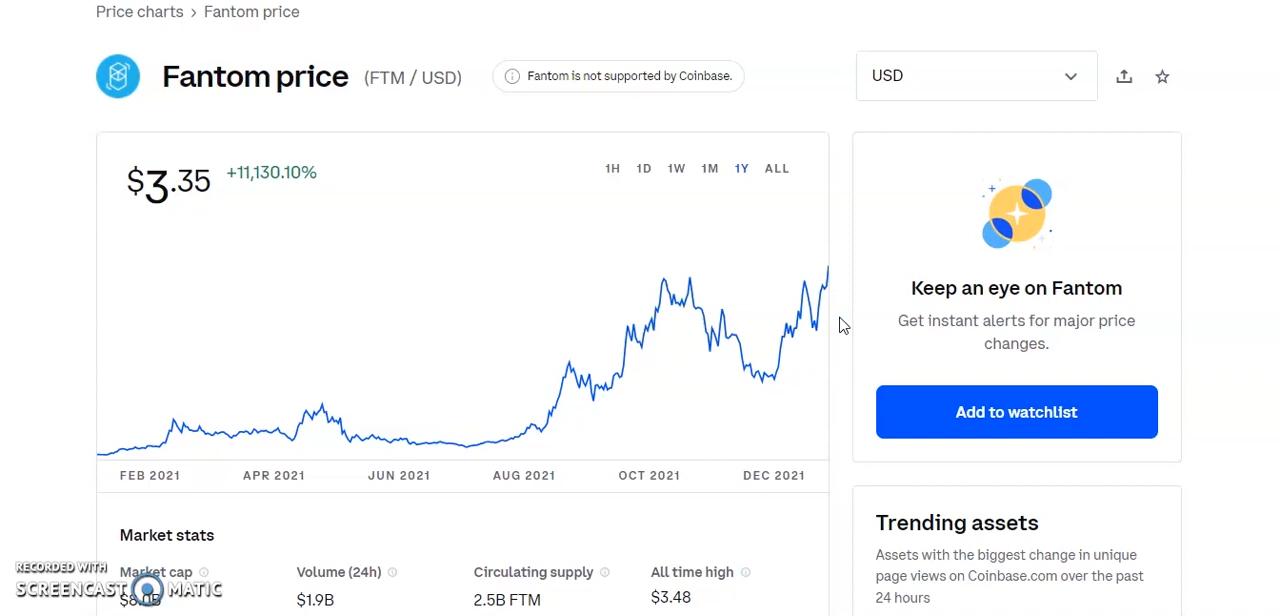 Price charts › Fantom price
Fantom price (FTM / USD)
Fantom is not supported by Coinbase.
USD
$3.35 +11,130.10%
1H 1D 1W 1M 1Y ALL
FEB 2021 APR 2021 JUN 2021 AUG 2021 OCT 2021 DEC 2021
Market stats
Market cap
$8.0B
Volume (24h)
$1.9B
Circulating supply
2.5B FTM
All time high
$3.48
Keep an eye on Fantom
Get instant alerts for major price
changes.
Add to watchlist
Trending assets
Assets with the biggest change in unique
page views on Coinbase.com over the past
24 hours
RECORDED WITH
SCREENCAST MATIC